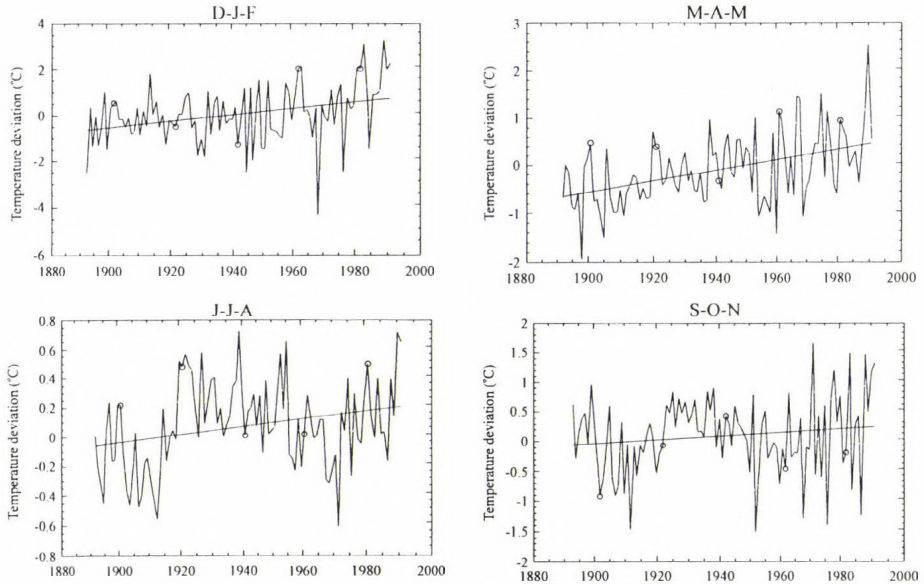 D-J-F
Temperature deviation (°C)
4
2
0
-2
-4
-6
1880 1900 1920 1940 1960 1980 2000
M-A-M
Temperature deviation (°C)
3
2
1
0
-1
-2
1880 1900 1920 1940 1960 1980 2000
J-J-A
Temperature deviation (°C)
0.8
0.6
0.4
0.2
0
-0.2
-0.4
-0.6
-0.8
1880 1900 1920 1940 1960 1980 2000
S-O-N
Temperature deviation (°C)
2
1.5
1
0.5
0
-0.5
-1
-1.5
-2
1880 1900 1920 1940 1960 1980 2000